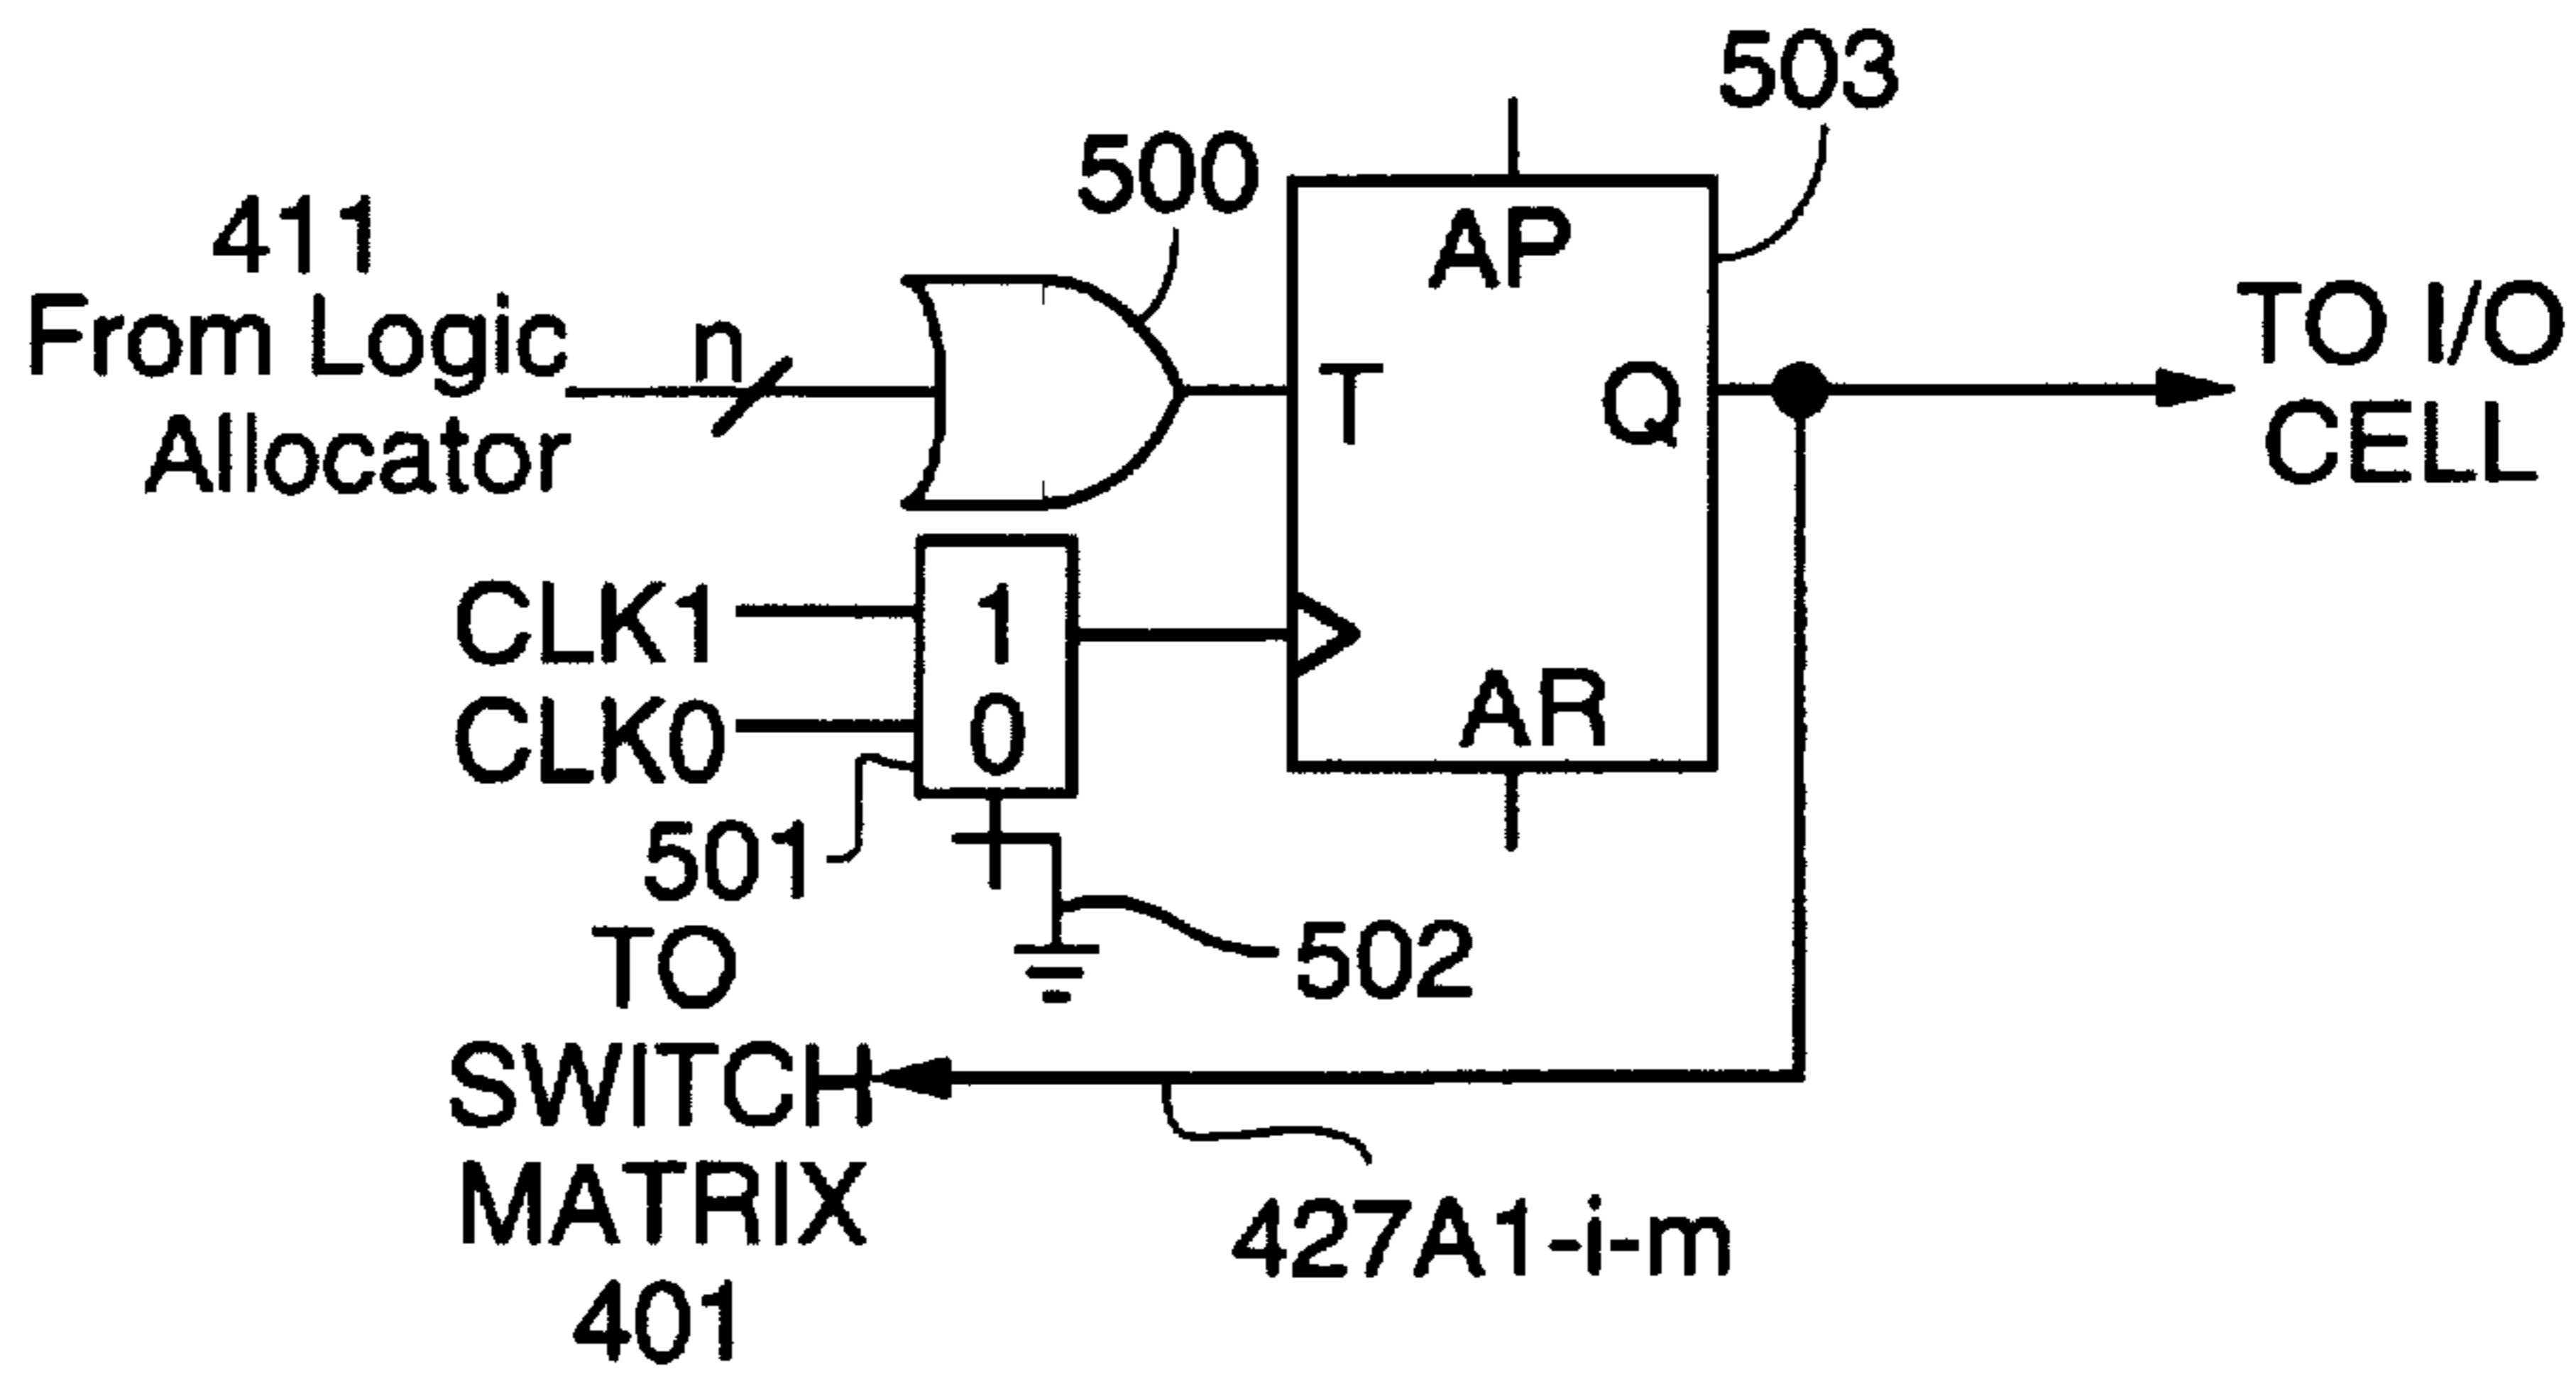 503
500
411
From Logic
Allocator
n
AP
T
Q
TO I/O
CELL
CLK1
CLK0
1
0
AR
501
502
TO
SWITCH
MATRIX
401
427A1-i-m